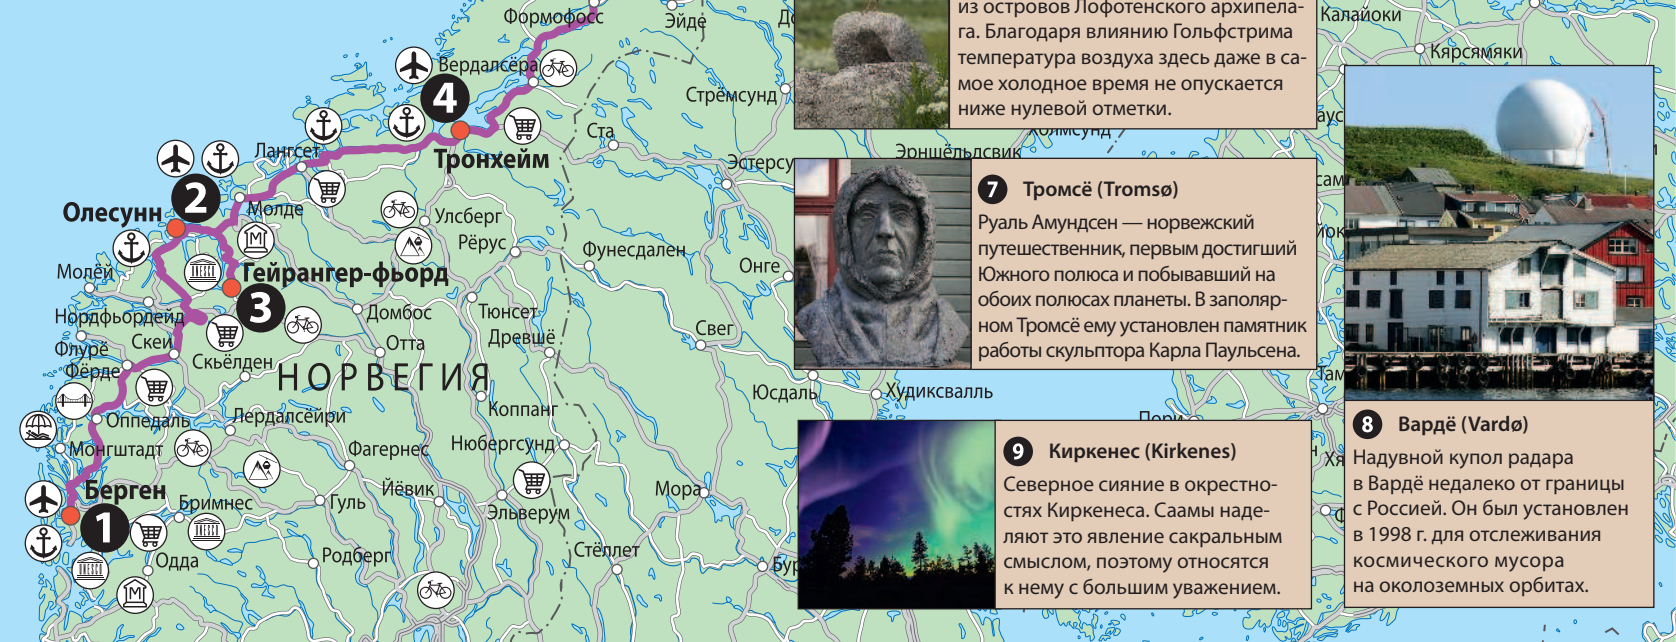 Формофосс
Эйде
Вердалсёра
4
Стрёмсунд
Ста
Тронхейм
Лангсет
Эстерсу
2
Олесунн
Молде
Улсберг
Рёрус
Фунесдален
Онге
Молёй
Гейрангер-фьорд
3
Нордфьордейд
Домбос
Тюнсет
Скей
Древшё
Свег
Флурё
Отта
Скьёлден
Фёрде
НОРВЕГИЯ
Юсдаль
Худиксвалль
Оппедаль
Лердалсёйри
Коппанг
Монгштадт
Фагернес
Нюбергсунд
Берген
1
Бримнес
Гуль
Йёвик
Эльверум
Мора
Одда
Родберг
Стёллет
Бур
из островов Лофотенского архипела-
га. Благодаря влиянию Гольфстрима
температура воздуха здесь даже в са-
мое холодное время не опускается
ниже нулевой отметки.
Холмсунд
Эрншёльдсвик
7 Тромсё (Tromsø)
Руаль Амундсен — норвежский
путешественник, первым достигший
Южного полюса и побывавший на
обоих полюсах планеты. В заполяр-
ном Тромсё ему установлен памятник
работы скульптора Карла Паульсена.
Пори
9 Киркенес (Kirkenes)
Северное сияние в окрестно-
стях Киркенеса. Саамы наде-
ляют это явление сакральным
смыслом, поэтому относятся
к нему с большим уважением.
Калайоки
Кярсямяки
8 Вардё (Vardø)
Надувной купол радара
в Вардё недалеко от границы
с Россией. Он был установлен
в 1998 г. для отслеживания
космического мусора
на околоземных орбитах.